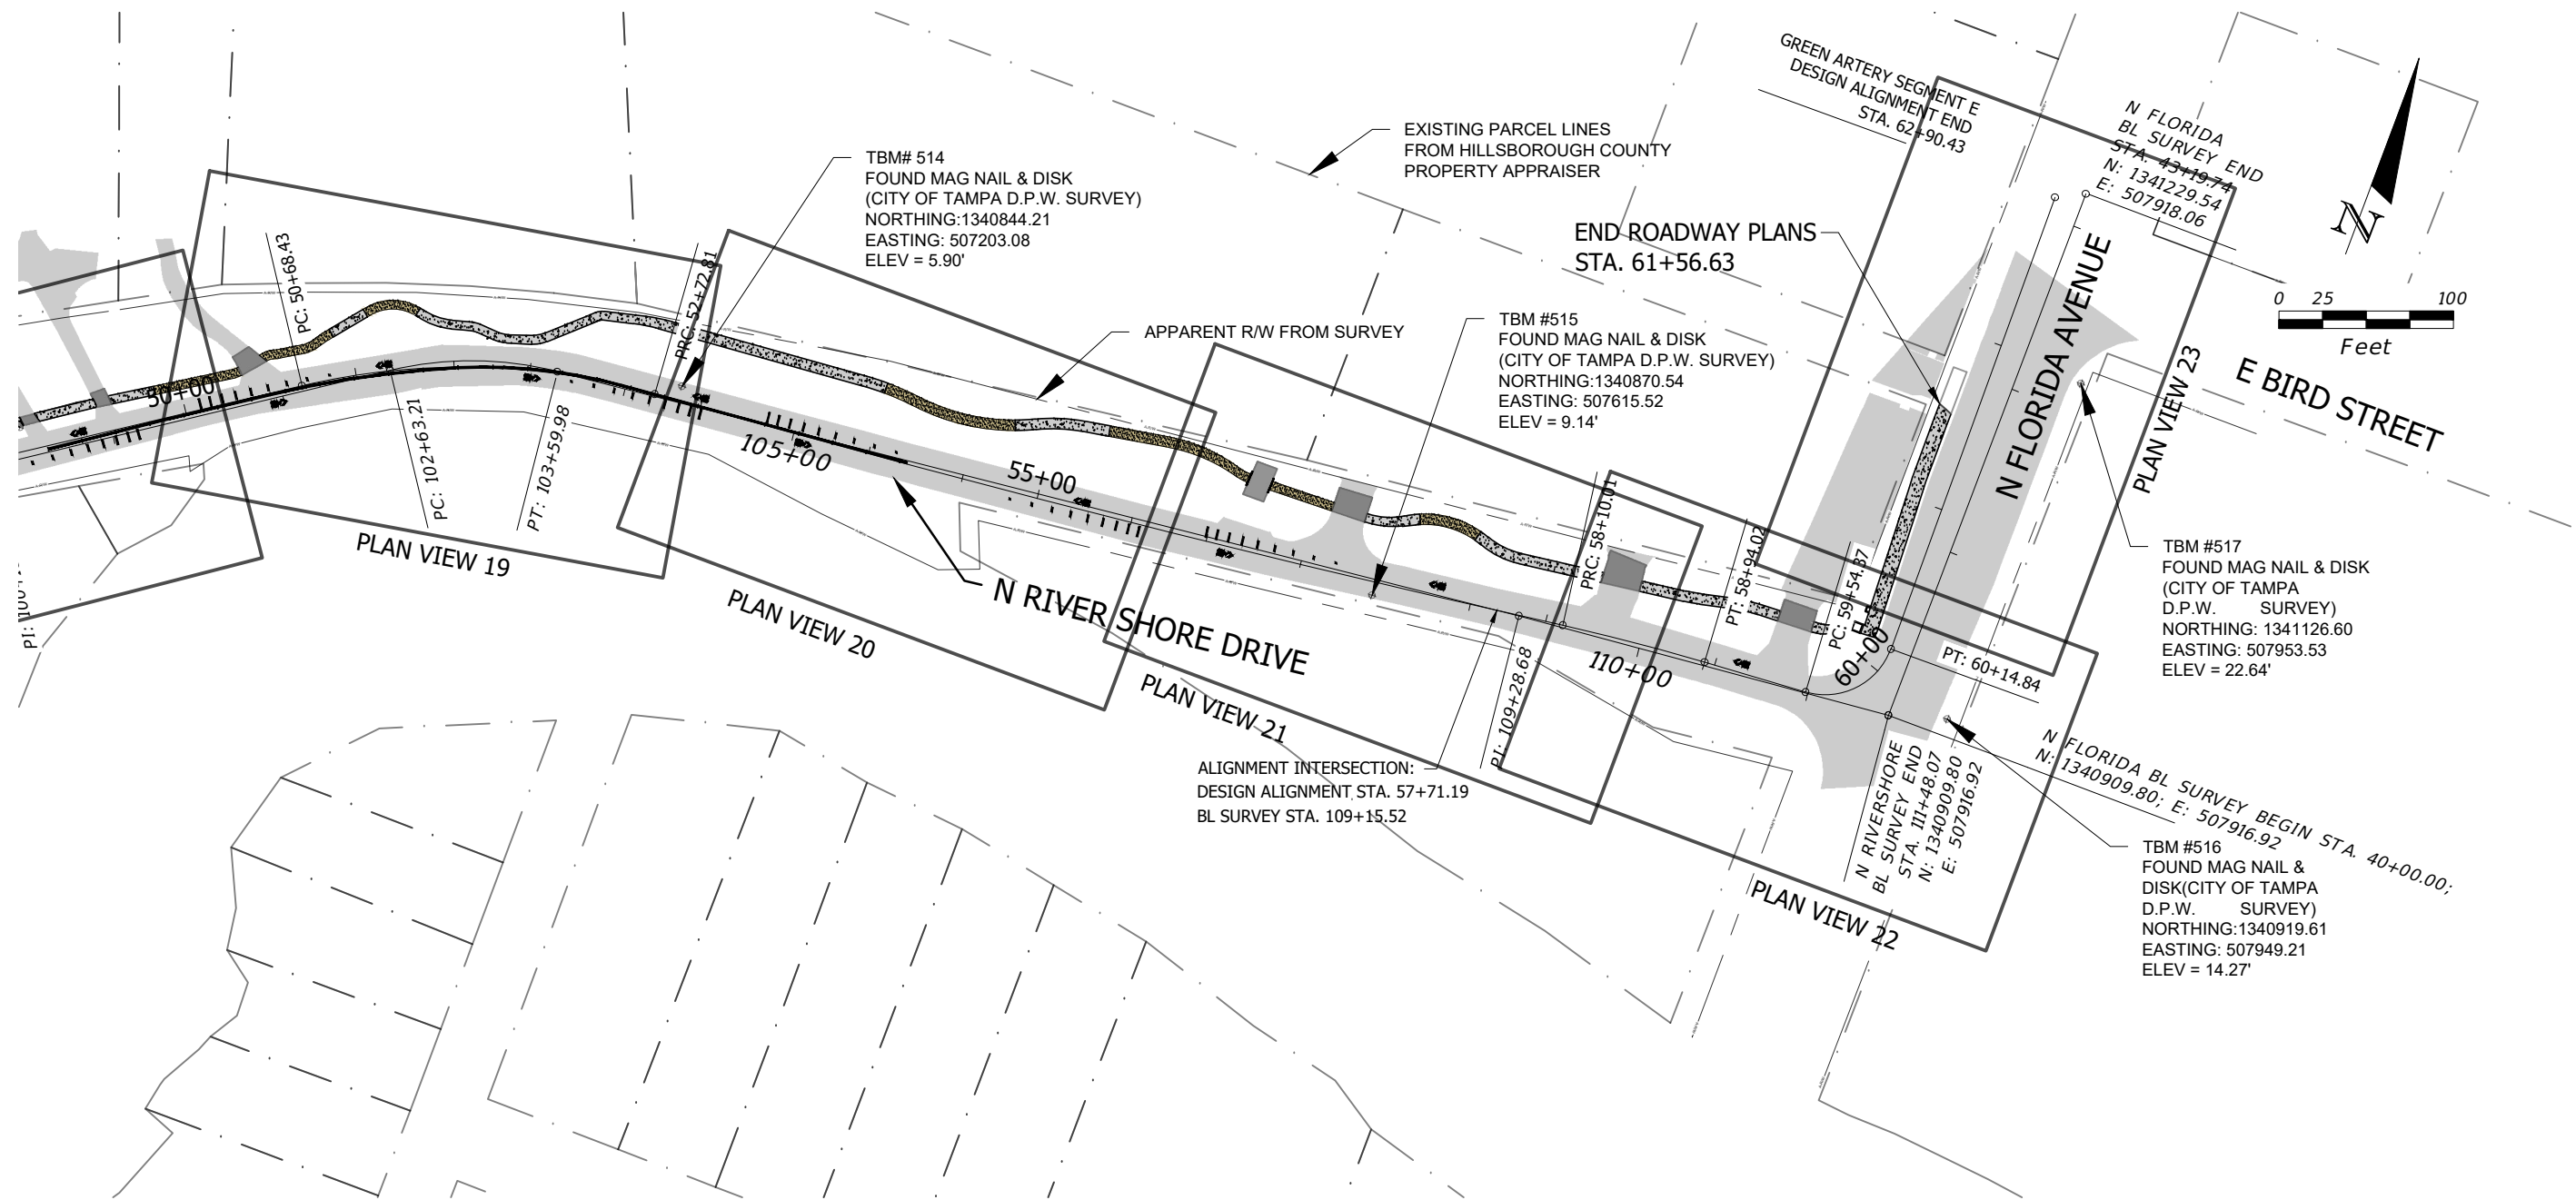 GREEN ARTERY SEGMENT E
DESIGN ALIGNMENT END
STA. 62+90.43
N FLORIDA
BL SURVEY END
STA. 43+19.74
N: 1341229.54
E: 507918.06
N
0 25 100
Feet
EXISTING PARCEL LINES
FROM HILLSBOROUGH COUNTY
PROPERTY APPRAISER
TBM# 514
FOUND MAG NAIL & DISK
(CITY OF TAMPA D.P.W. SURVEY)
NORTHING:1340844.21
EASTING: 507203.08
ELEV = 5.90'
END ROADWAY PLANS
STA. 61+56.63
PC: 50+68.43
PRC: 52+72.81
APPARENT R/W FROM SURVEY
TBM #515
FOUND MAG NAIL & DISK
(CITY OF TAMPA D.P.W. SURVEY)
NORTHING:1340870.54
EASTING: 507615.52
ELEV = 9.14'
N FLORIDA AVENUE
PLAN VIEW 23
E BIRD STREET
50+00
PC: 102+63.21
PT: 103+59.98
105+00
55+00
PLAN VIEW 19
PRC: 58+10.01
PT: 58+94.02
PC: 59+54.37
60+00
PT: 60+14.84
TBM #517
FOUND MAG NAIL & DISK
(CITY OF TAMPA
D.P.W. SURVEY)
NORTHING: 1341126.60
EASTING: 507953.53
ELEV = 22.64'
PLAN VIEW 20
N RIVER SHORE DRIVE
PLAN VIEW 21
PI: 109+28.68
110+00
ALIGNMENT INTERSECTION:
DESIGN ALIGNMENT STA. 57+71.19
BL SURVEY STA. 109+15.52
N RIVERSHORE
BL SURVEY END
STA. 111+48.07
N: 1340909.80
E: 507916.92
N FLORIDA BL SURVEY BEGIN STA. 40+00.00;
N: 1340909.80; E: 507916.92
PLAN VIEW 22
TBM #516
FOUND MAG NAIL &
DISK(CITY OF TAMPA
D.P.W. SURVEY)
NORTHING:1340919.61
EASTING: 507949.21
ELEV = 14.27'